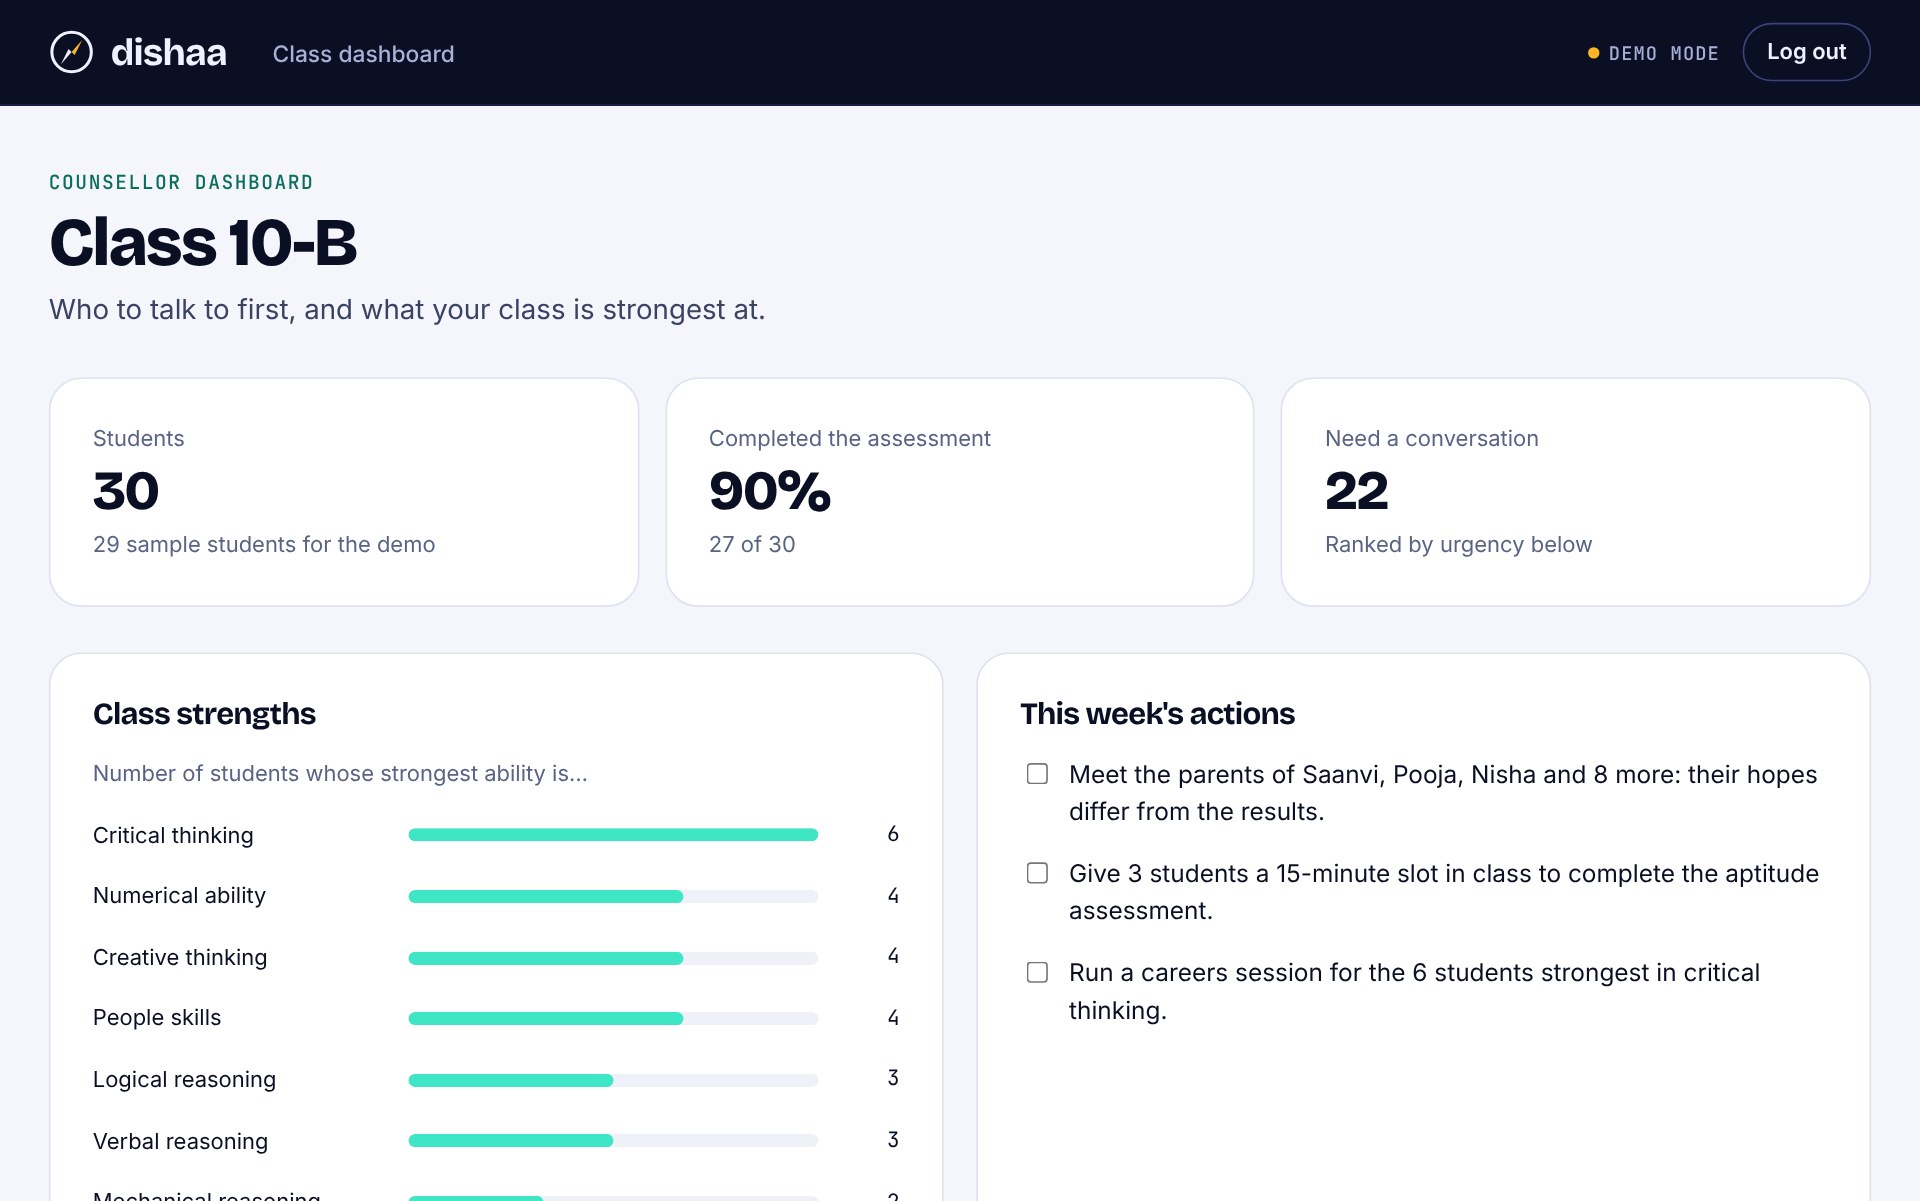 dishaa
Class dashboard
DEMO MODE
Log out
COUNSELLOR DASHBOARD
Class 10-B
Who to talk to first, and what your class is strongest at.
Students
30
29 sample students for the demo
Completed the assessment
90%
27 of 30
Need a conversation
22
Ranked by urgency below
Class strengths
Number of students whose strongest ability is...
Critical thinking 6
Numerical ability 4
Creative thinking 4
People skills 4
Logical reasoning 3
Verbal reasoning 3
Mechanical reasoning 2
This week's actions
Meet the parents of Saanvi, Pooja, Nisha and 8 more: their hopes
differ from the results.
Give 3 students a 15-minute slot in class to complete the aptitude
assessment.
Run a careers session for the 6 students strongest in critical
thinking.